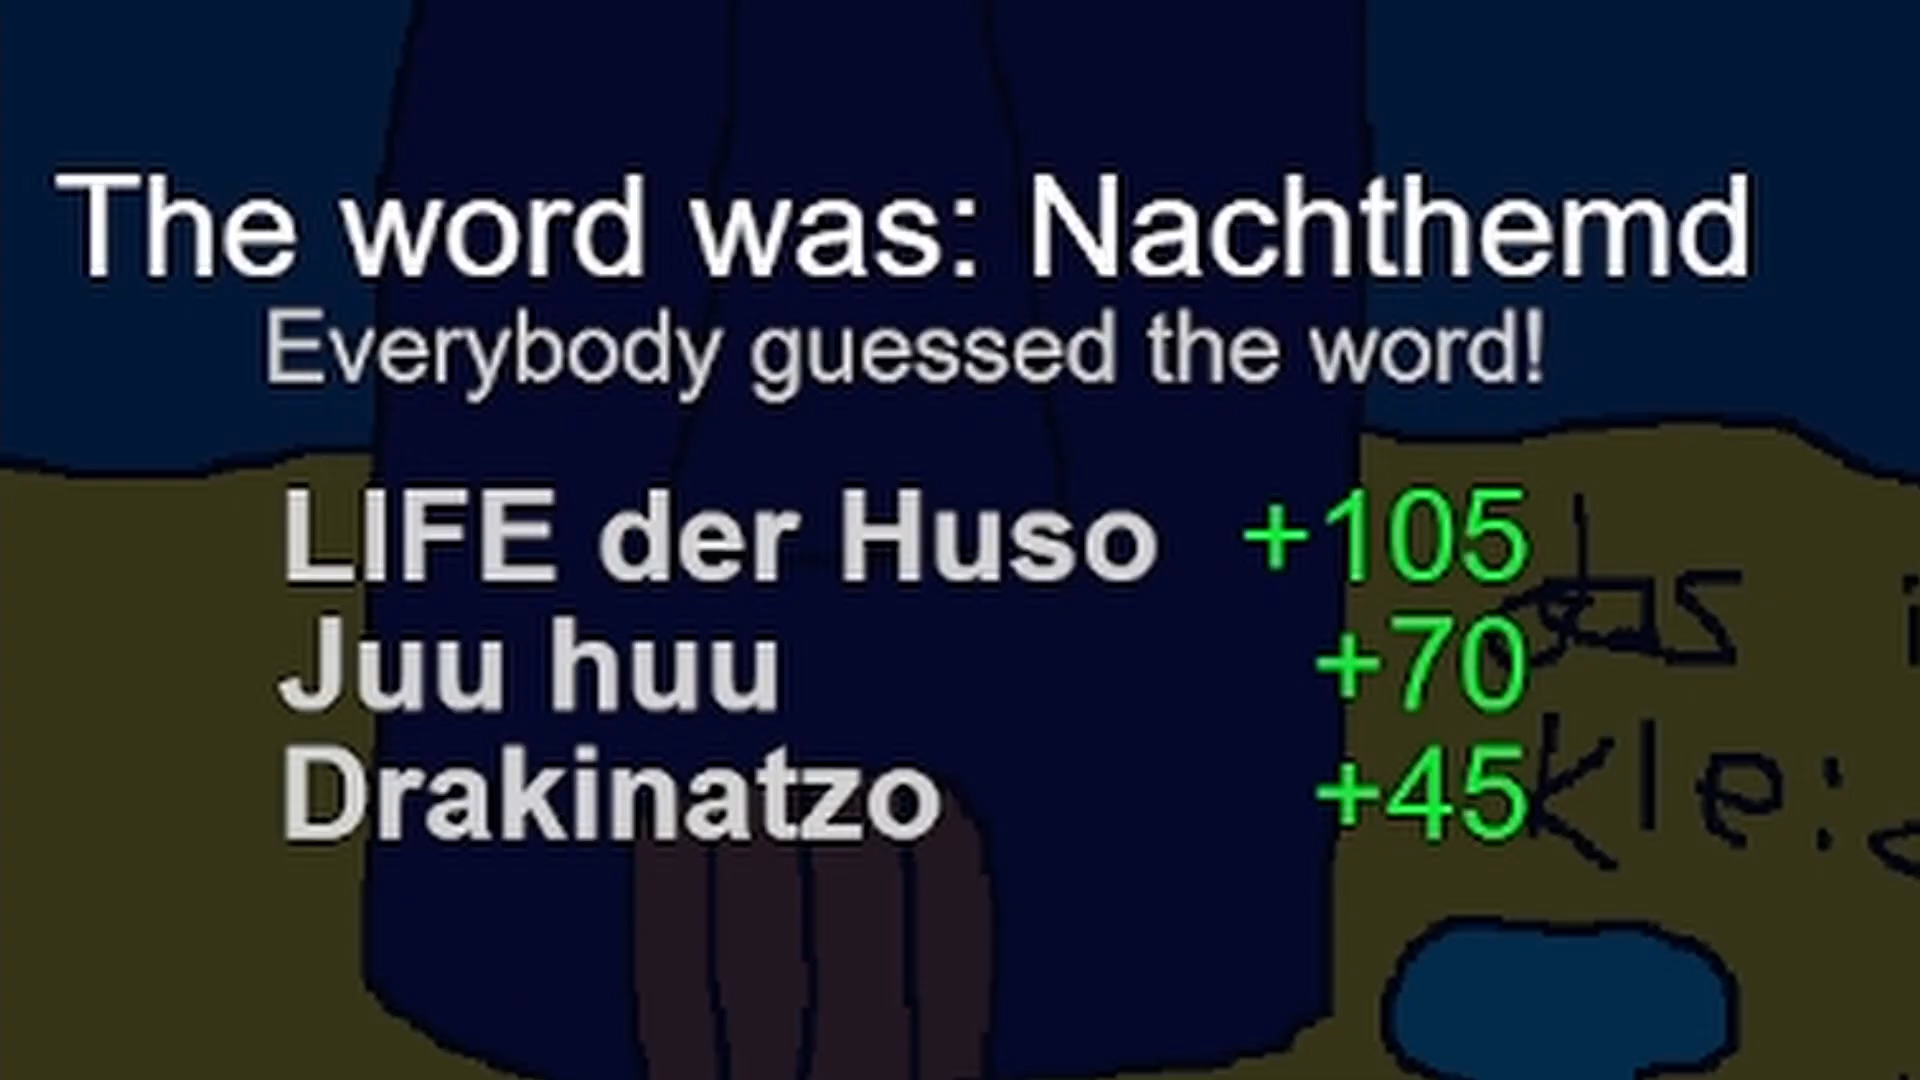 The word was: Nachthemd
Everybody guessed the word!
LIFE der Huso +105
Juu huu +70
Drakinatzo +45